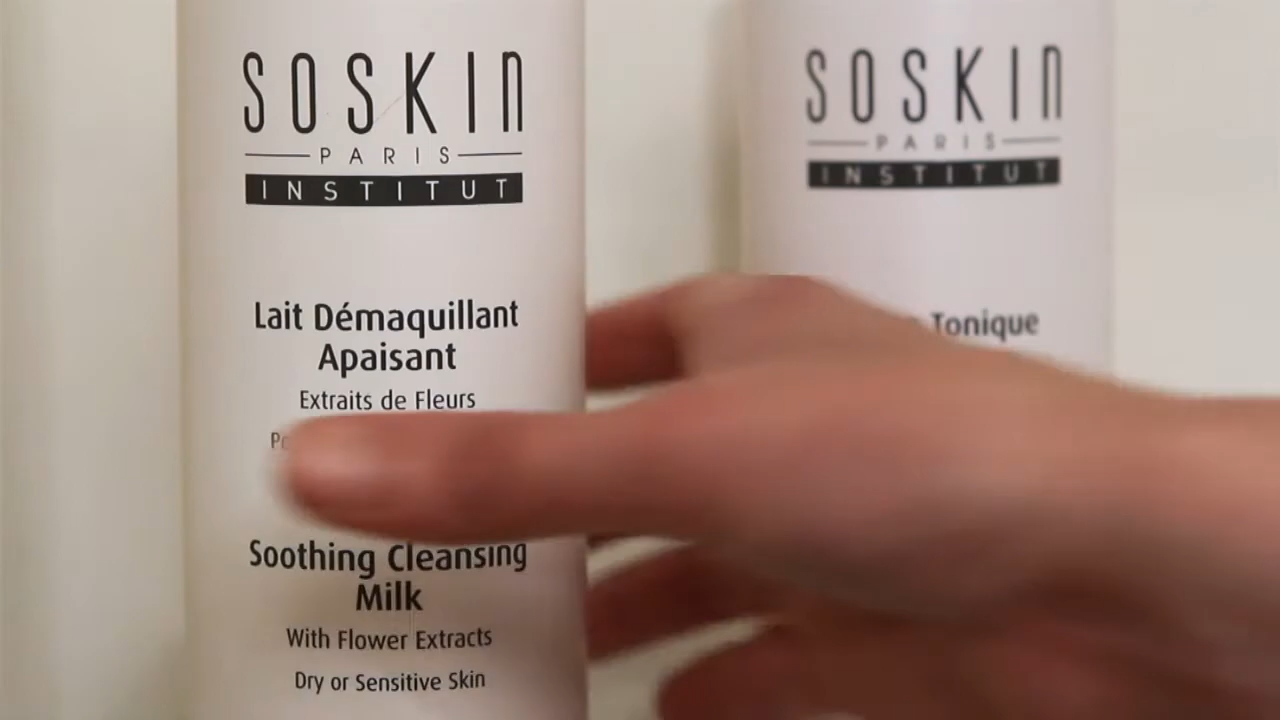 SOSKIN
PARIS
INSTITUT
Lait Démaquillant
Apaisant
Extraits de Fleurs
Soothing Cleansing
Milk
With Flower Extracts
Dry or Sensitive Skin
SOSKIN
PARIS
INSTITUT
Tonique